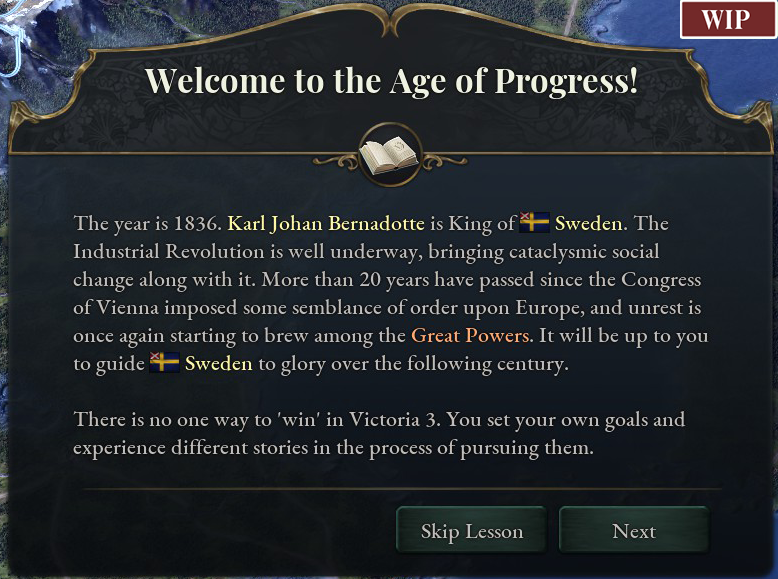 WIP
Welcome to the Age of Progress!
The year is 1836. Karl Johan Bernadotte is King of Sweden. The
Industrial Revolution is well underway, bringing cataclysmic social
change along with it. More than 20 years have passed since the Congress
of Vienna imposed some semblance of order upon Europe, and unrest is
once again starting to brew among the Great Powers. It will be up to you
to guide Sweden to glory over the following century.
There is no one way to 'win' in Victoria 3. You set your own goals and
experience different stories in the process of pursuing them.
Skip Lesson
Next